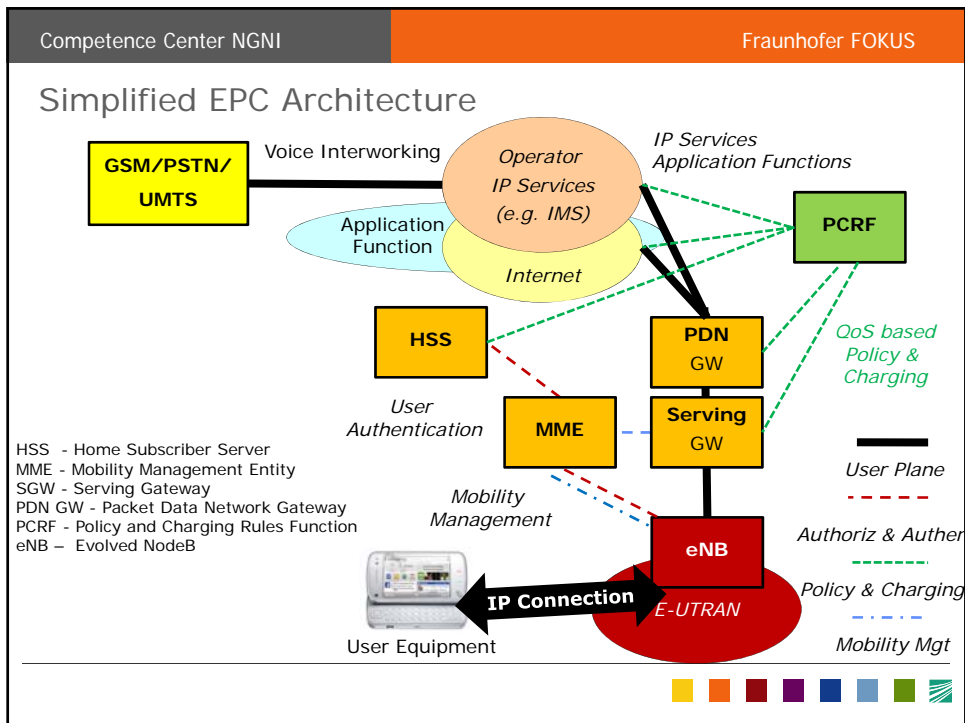 Competence Center NGNI
Fraunhofer FOKUS
Simplified EPC Architecture
GSM/PSTN/
UMTS
Voice Interworking
Operator
IP Services
(e.g. IMS)
IP Services
Application Functions
Application
Function
Internet
PCRF
HSS
PDN
GW
QoS based
Policy &
Charging
User
Authentication
MME
Serving
GW
HSS - Home Subscriber Server
MME - Mobility Management Entity
SGW - Serving Gateway
PDN GW - Packet Data Network Gateway
PCRF - Policy and Charging Rules Function
eNB – Evolved NodeB
Mobility
Management
eNB
User Plane
Authoriz & Auther
Policy & Charging
Mobility Mgt
IP Connection
E-UTRAN
User Equipment